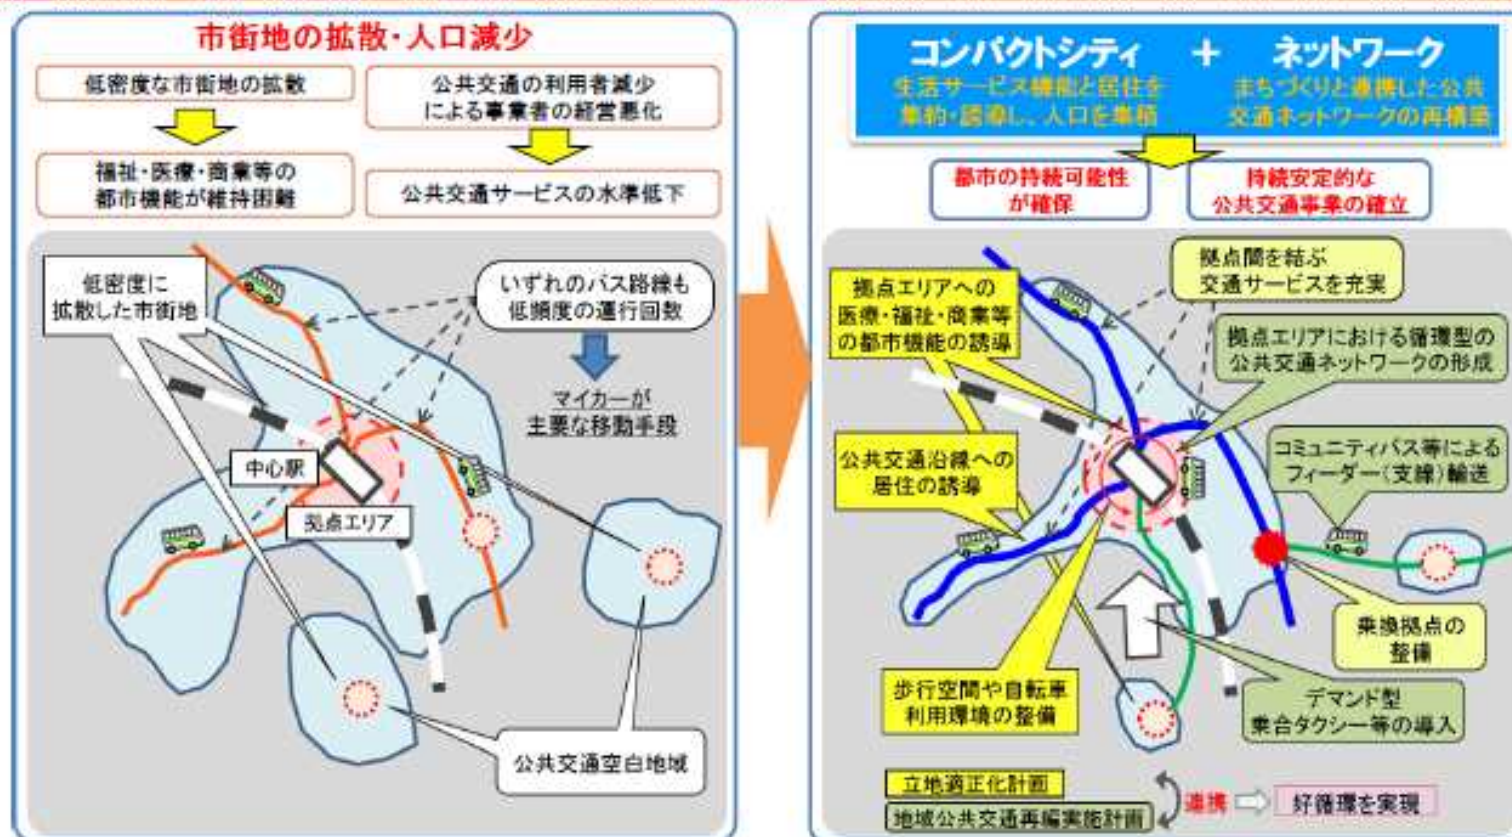 市街地の拡散・人口減少
低密度な市街地の拡散
公共交通の利用者減少
による事業者の経営悪化
福祉・医療・商業等の
都市機能が維持困難
公共交通サービスの水準低下
低密度に
拡散した市街地
いずれのバス路線も
低頻度の運行回数
マイカーが
主要な移動手段
中心駅
拠点エリア
公共交通空白地域
コンパクトシティ + ネットワーク
生活サービス機能と居住を
集約・誘導し、人口を集積
まちづくりと連携した公共
交通ネットワークの再構築
都市の持続可能性
が確保
持続安定的な
公共交通事業の確立
拠点エリアへの
医療・福祉・商業等
の都市機能の誘導
拠点間を結ぶ
交通サービスを充実
拠点エリアにおける循環型の
公共交通ネットワークの形成
公共交通沿線への
居住の誘導
コミュニティバス等による
フィーダー(支線)輸送
乗換拠点の
整備
歩行空間や自転車
利用環境の整備
デマンド型
乗合タクシー等の導入
立地適正化計画
地域公共交通再編実施計画
連携
好循環を実現